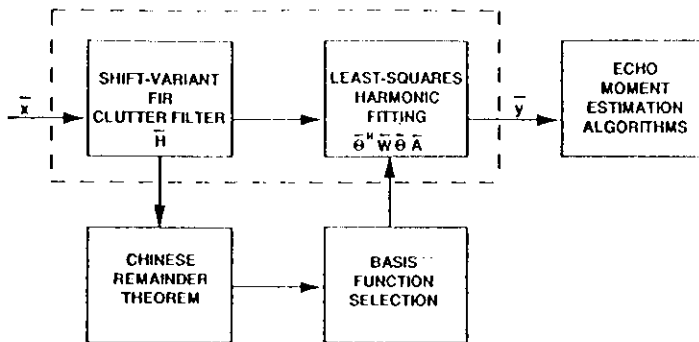 x̅
SHIFT-VARIANT
FIR
CLUTTER FILTER
H̅
LEAST-SQUARES
HARMONIC
FITTING
Θ̅ᴴ W̅ Θ̅ A̅
y̅
ECHO
MOMENT
ESTIMATION
ALGORITHMS
CHINESE
REMAINDER
THEOREM
BASIS
FUNCTION
SELECTION